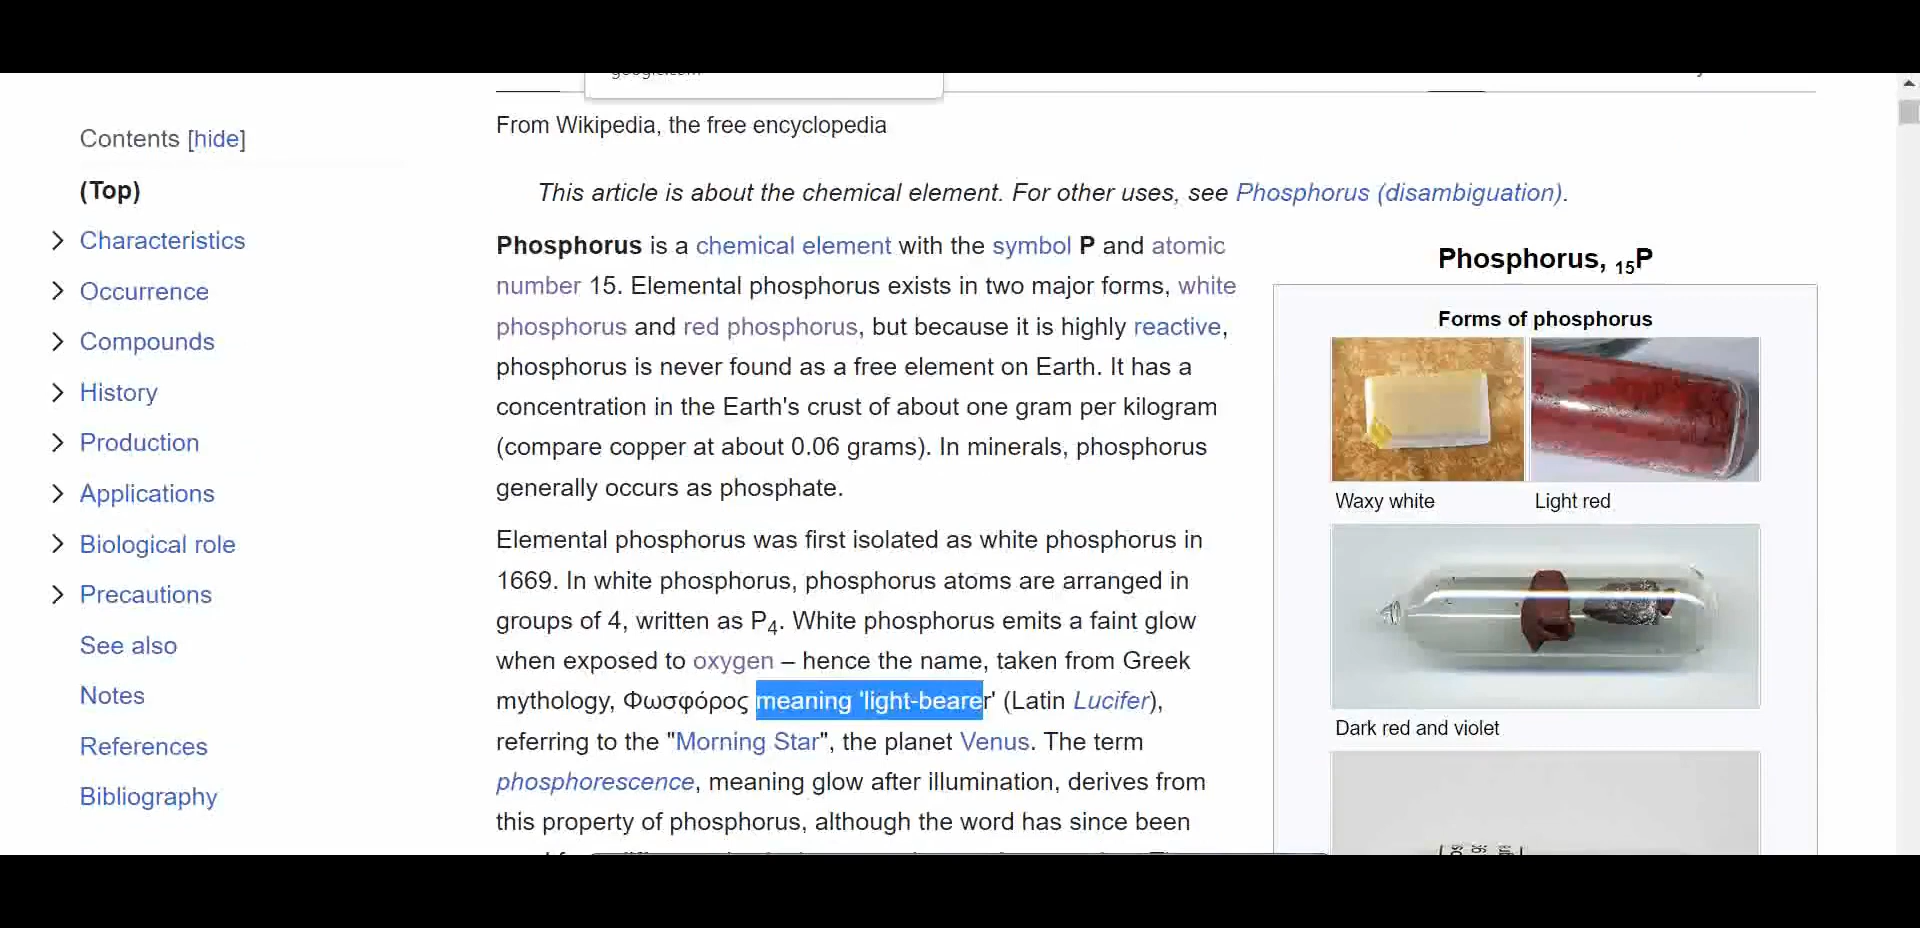 Contents [hide]
(Top)
Characteristics
Occurrence
Compounds
History
Production
Applications
Biological role
Precautions
See also
Notes
References
Bibliography
From Wikipedia, the free encyclopedia
This article is about the chemical element. For other uses, see Phosphorus (disambiguation).
Phosphorus is a chemical element with the symbol P and atomic
number 15. Elemental phosphorus exists in two major forms, white
phosphorus and red phosphorus, but because it is highly reactive,
phosphorus is never found as a free element on Earth. It has a
concentration in the Earth's crust of about one gram per kilogram
(compare copper at about 0.06 grams). In minerals, phosphorus
generally occurs as phosphate.
Elemental phosphorus was first isolated as white phosphorus in
1669. In white phosphorus, phosphorus atoms are arranged in
groups of 4, written as P₄. White phosphorus emits a faint glow
when exposed to oxygen – hence the name, taken from Greek
mythology, Φωσφόρος meaning 'light-bearer' (Latin Lucifer),
referring to the "Morning Star", the planet Venus. The term
phosphorescence, meaning glow after illumination, derives from
this property of phosphorus, although the word has since been
Phosphorus, ₁₅P
Forms of phosphorus
Waxy white
Light red
Dark red and violet